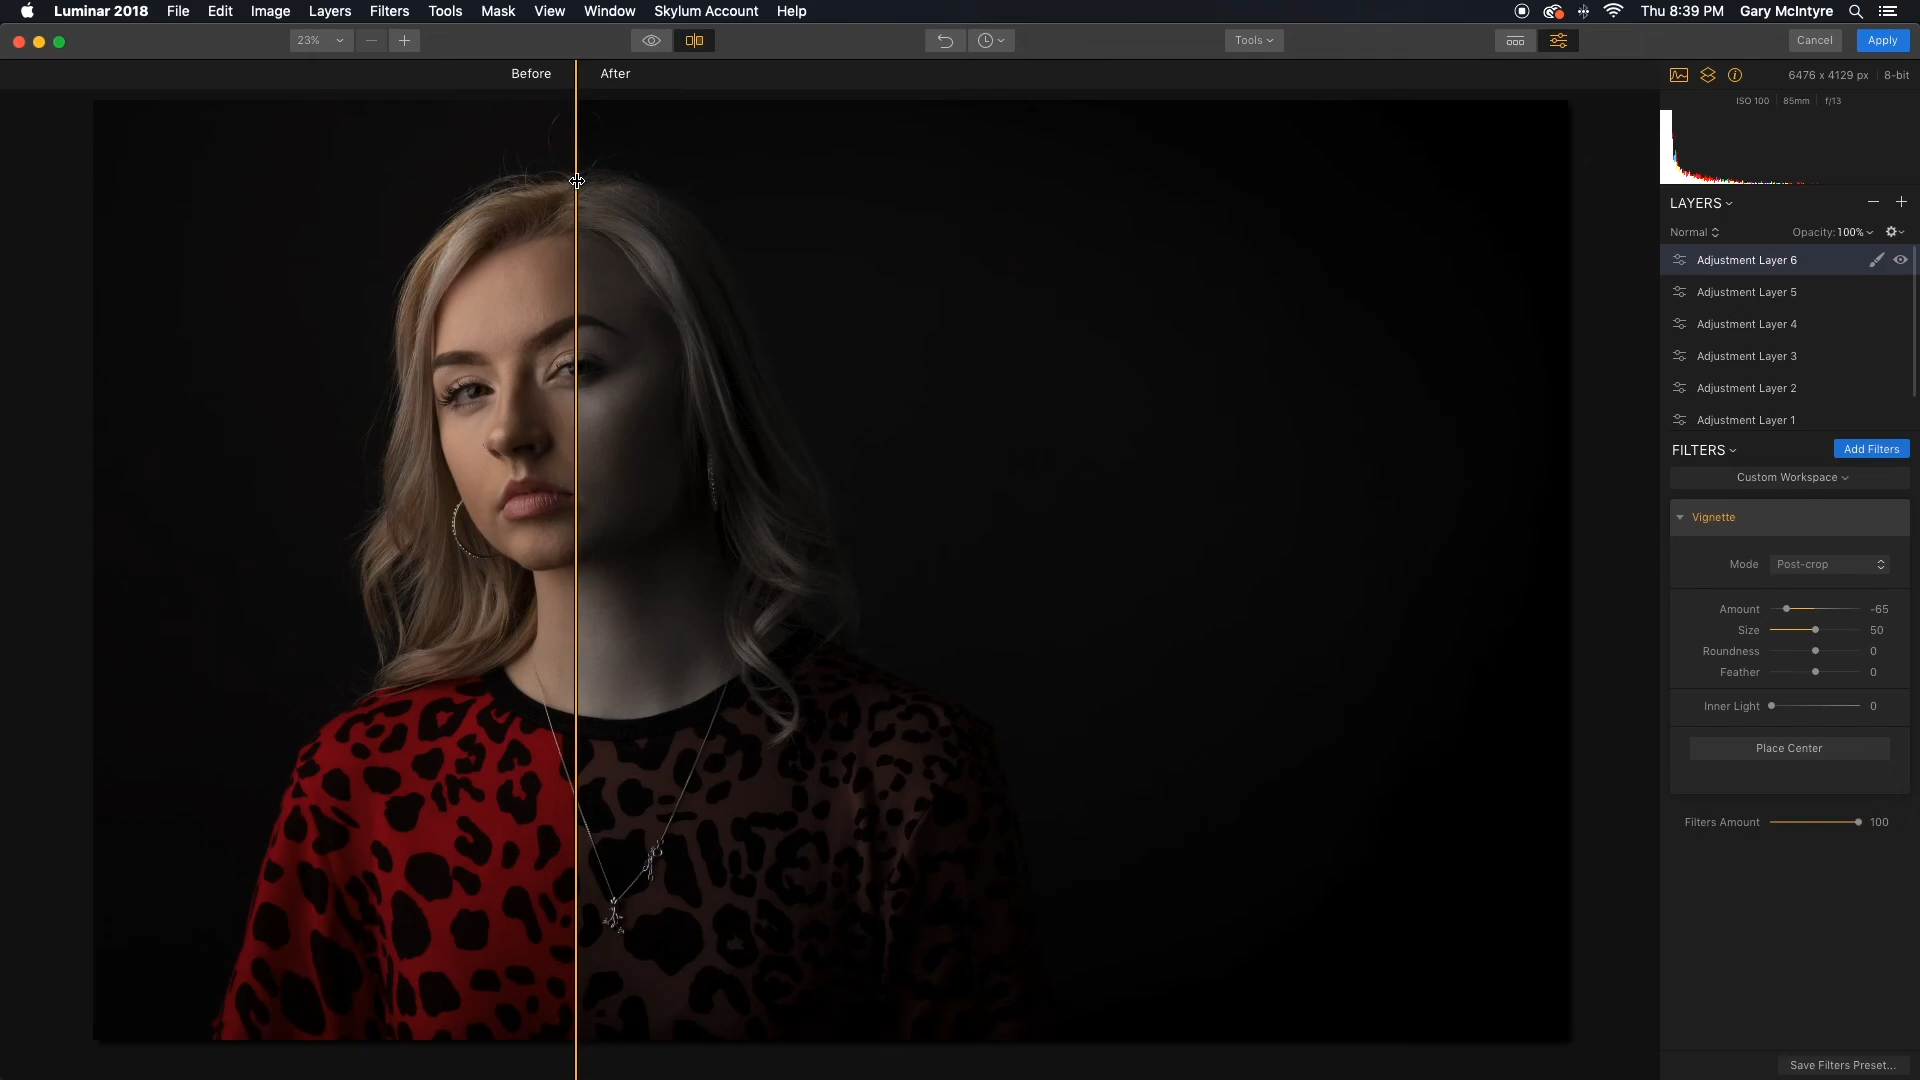 Luminar 2018 File Edit Image Layers Filters Tools Mask View Window Skylum Account Help Thu 8:39 PM Gary McIntyre
23% Tools Cancel Apply
Before After 6476 x 4129 px 8-bit
ISO 100 85mm f/13
LAYERS
Normal Opacity: 100%
Adjustment Layer 6
Adjustment Layer 5
Adjustment Layer 4
Adjustment Layer 3
Adjustment Layer 2
Adjustment Layer 1
FILTERS Add Filters
Custom Workspace
Vignette
Mode Post-crop
Amount -65
Size 50
Roundness 0
Feather 0
Inner Light 0
Place Center
Filters Amount 100
Save Filters Preset...